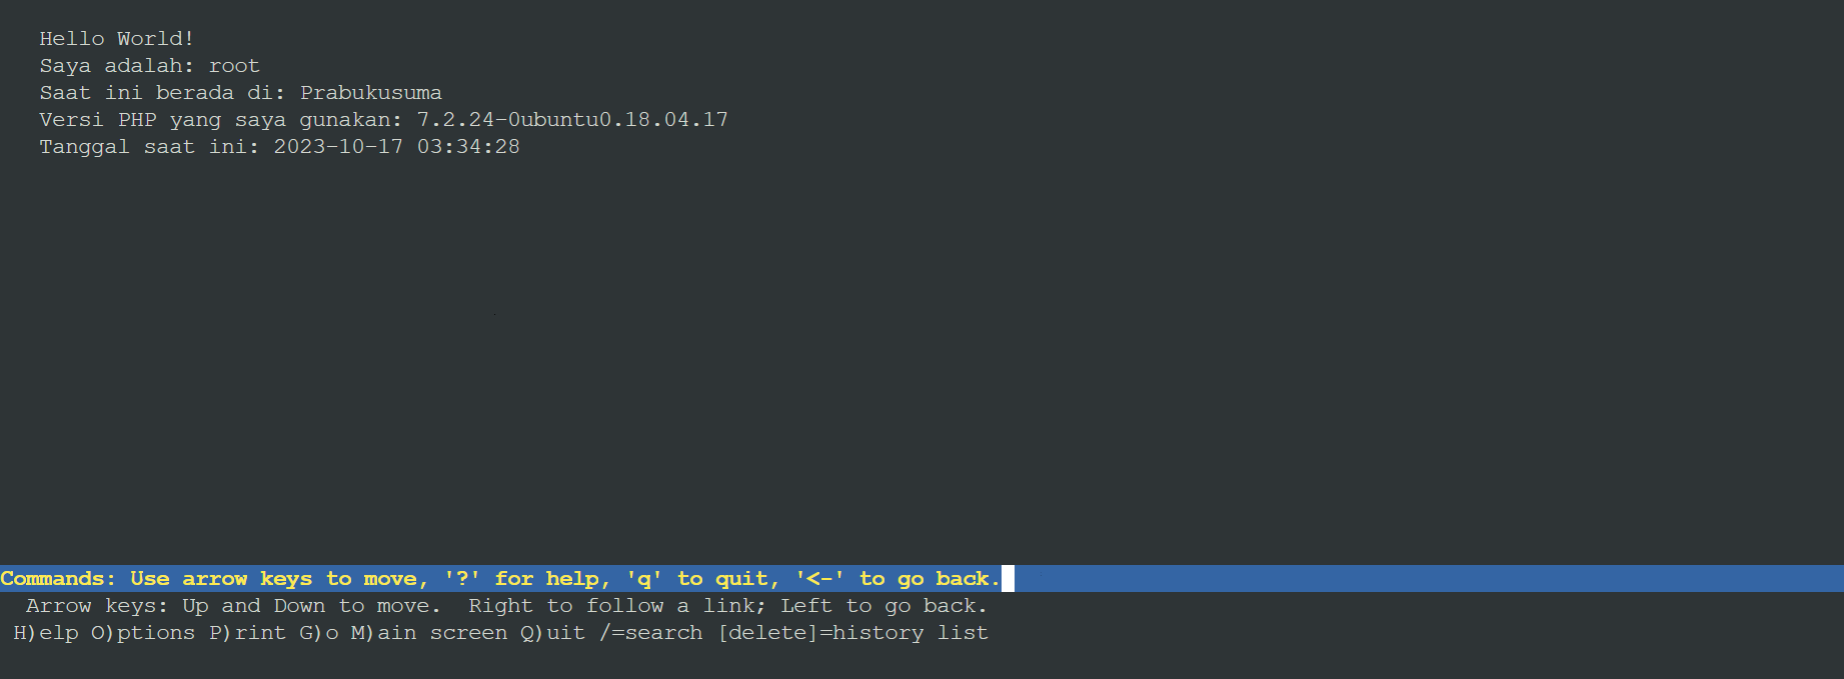 Hello World!
Saya adalah: root
Saat ini berada di: Prabukusuma
Versi PHP yang saya gunakan: 7.2.24-0ubuntu0.18.04.17
Tanggal saat ini: 2023-10-17 03:34:28
Commands: Use arrow keys to move, '?' for help, 'q' to quit, '<-' to go back.
Arrow keys: Up and Down to move.  Right to follow a link; Left to go back.
H)elp O)ptions P)rint G)o M)ain screen Q)uit /=search [delete]=history list